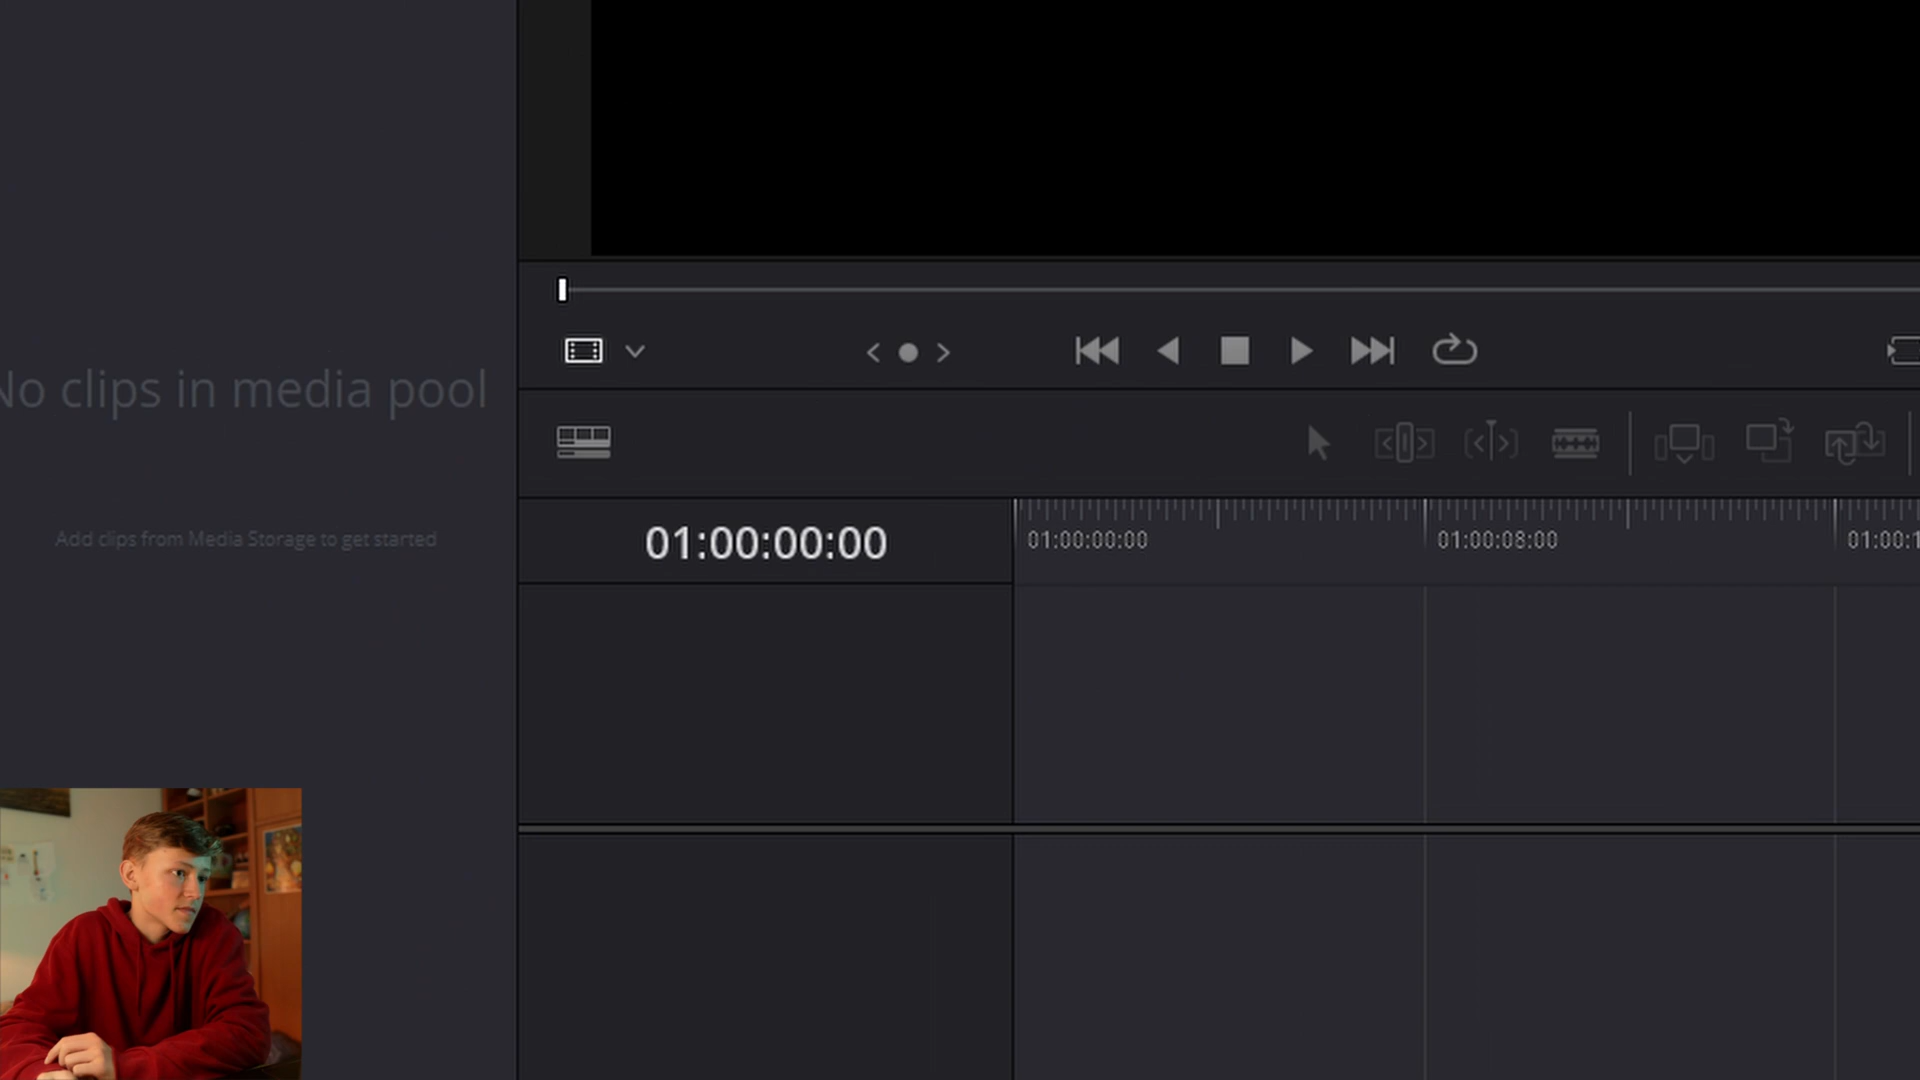 No clips in media pool
Add clips from Media Storage to get started
01:00:00:00
01:00:00:00
01:00:08:00
01:00:1